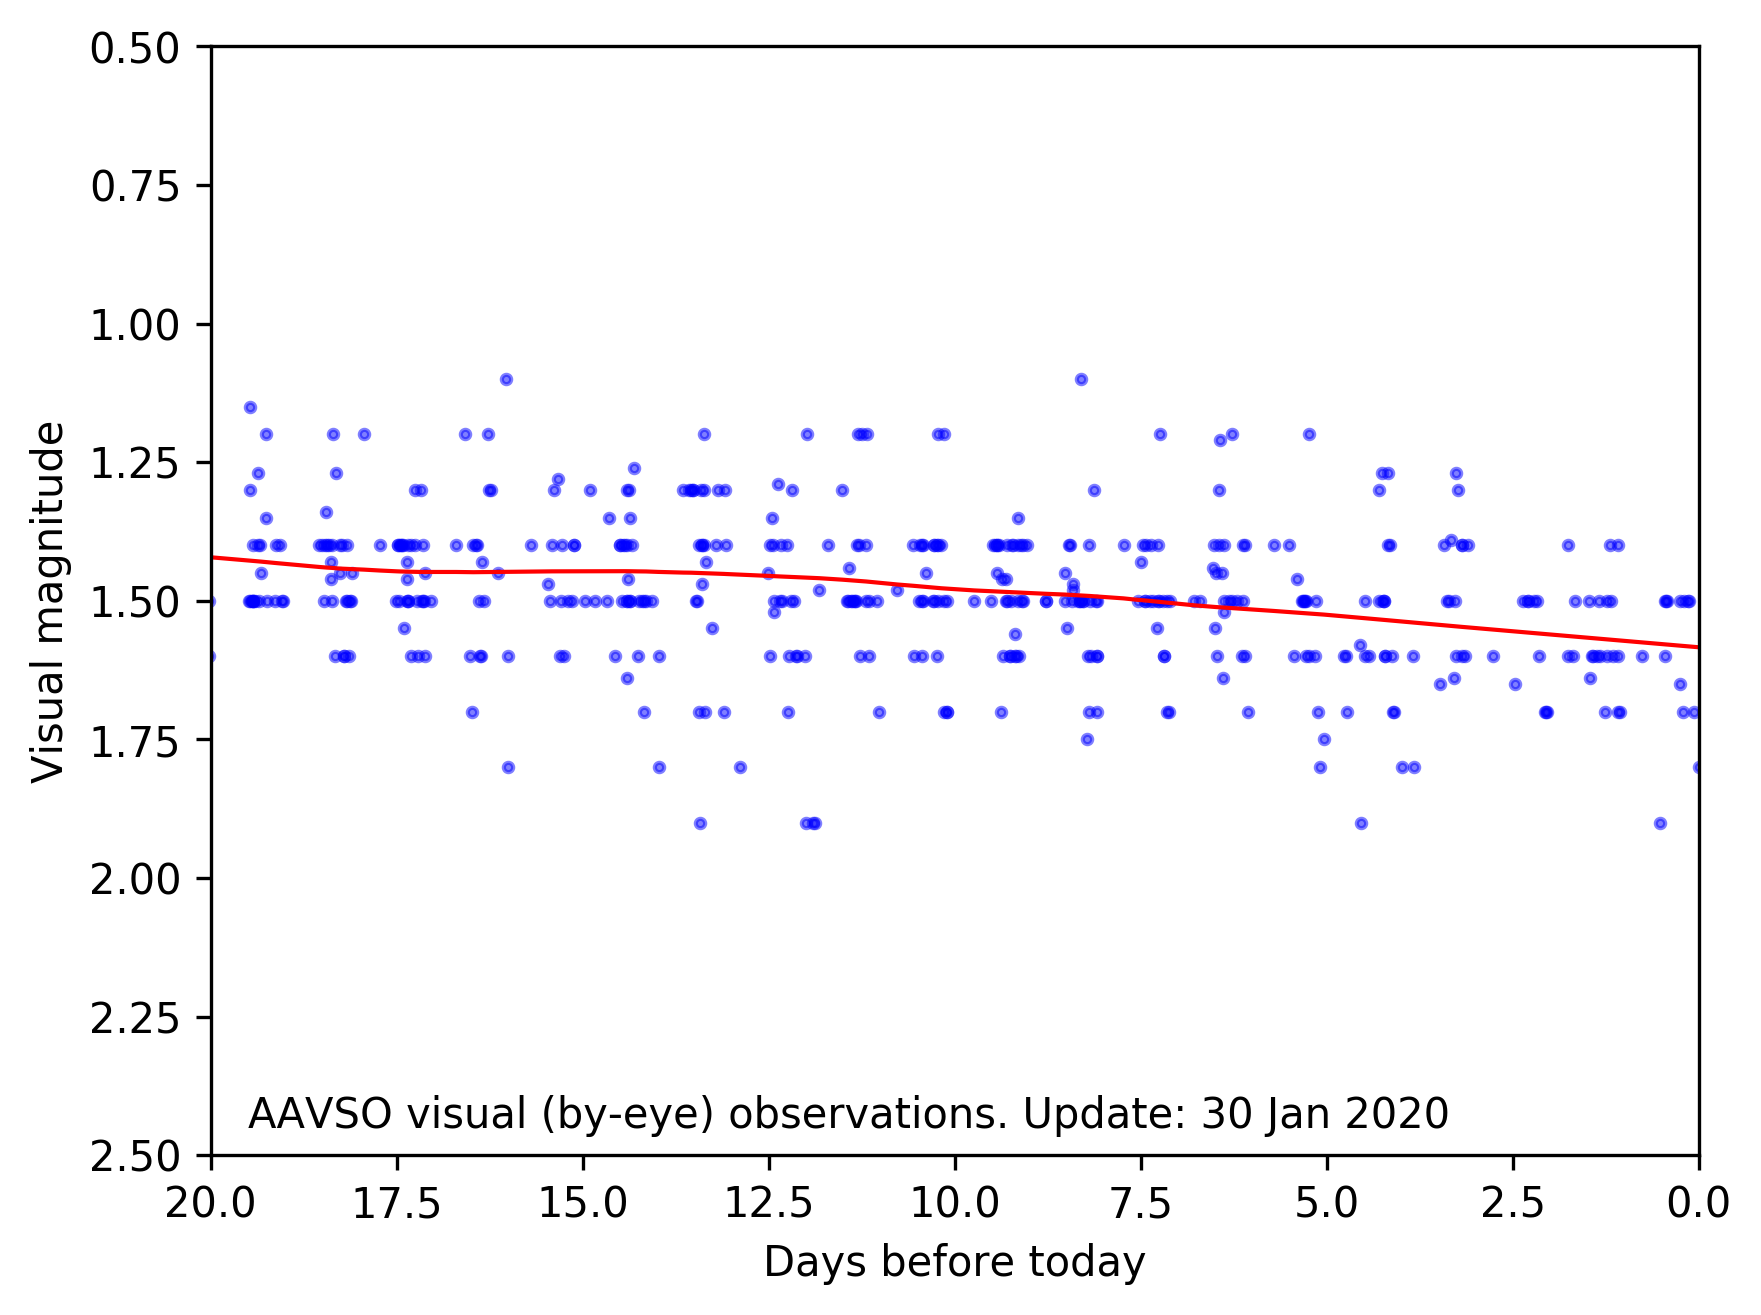 0.50
0.75
1.00
1.25
1.50
1.75
2.00
2.25
2.50
Visual magnitude
AAVSO visual (by-eye) observations. Update: 30 Jan 2020
20.0 17.5 15.0 12.5 10.0 7.5 5.0 2.5 0.0
Days before today